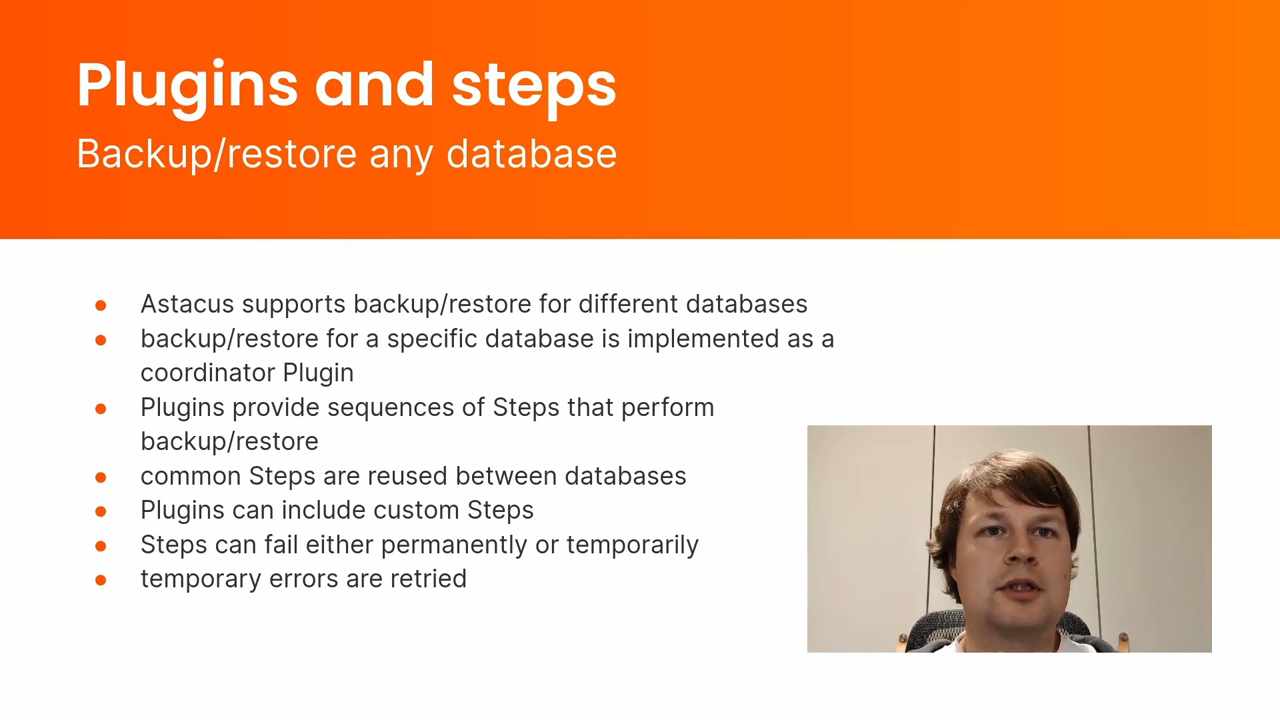 Plugins and steps
Backup/restore any database
● Astacus supports backup/restore for different databases
● backup/restore for a specific database is implemented as a
coordinator Plugin
● Plugins provide sequences of Steps that perform
backup/restore
● common Steps are reused between databases
● Plugins can include custom Steps
● Steps can fail either permanently or temporarily
● temporary errors are retried